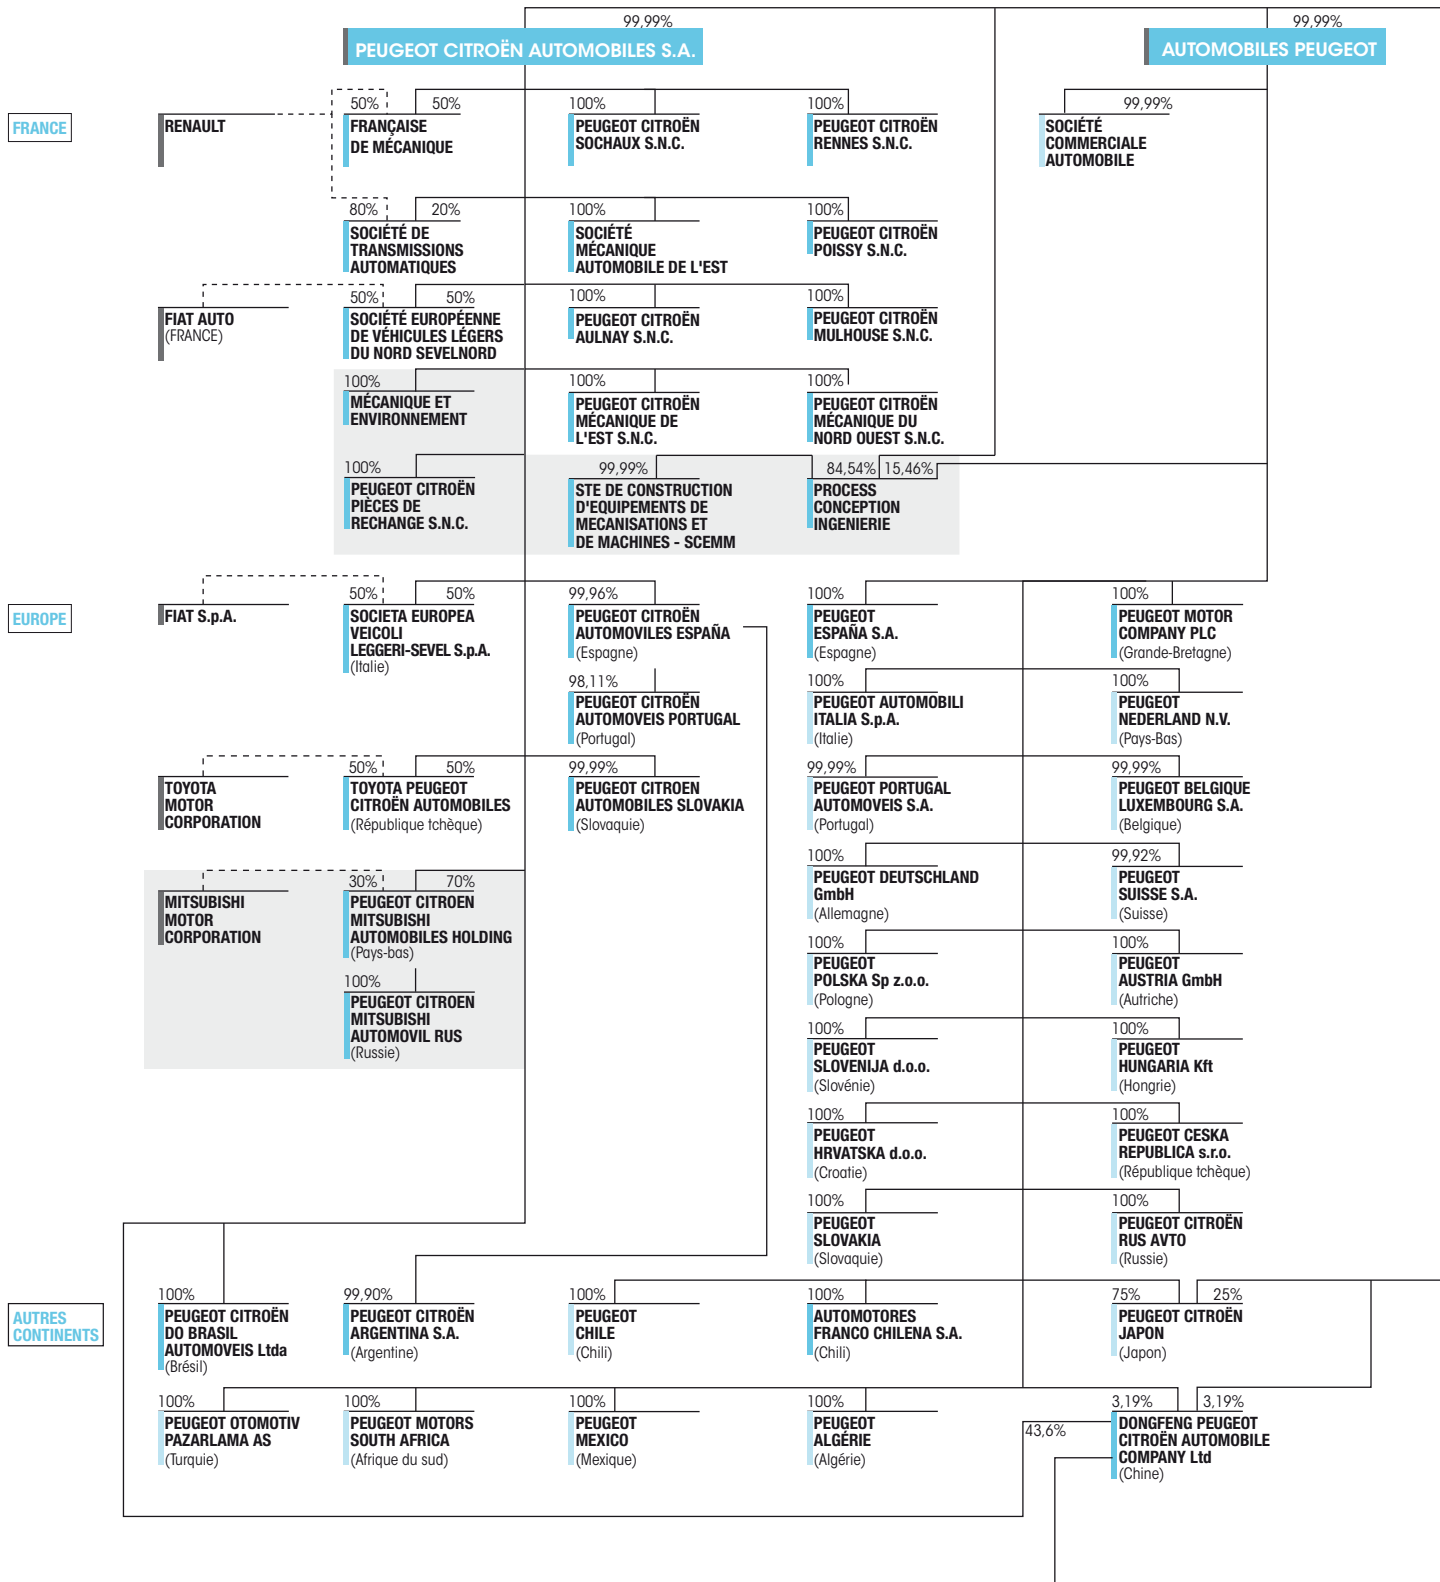 99,99%
PEUGEOT CITROËN AUTOMOBILES S.A.
99,99%
AUTOMOBILES PEUGEOT
FRANCE
RENAULT
50% 50%
FRANÇAISE
DE MÉCANIQUE
100%
PEUGEOT CITROËN
SOCHAUX S.N.C.
100%
PEUGEOT CITROËN
RENNES S.N.C.
99,99%
SOCIÉTÉ
COMMERCIALE
AUTOMOBILE
80% 20%
SOCIÉTÉ DE
TRANSMISSIONS
AUTOMATIQUES
100%
SOCIÉTÉ
MÉCANIQUE
AUTOMOBILE DE L'EST
100%
PEUGEOT CITROËN
POISSY S.N.C.
FIAT AUTO
(FRANCE)
50% 50%
SOCIÉTÉ EUROPÉENNE
DE VÉHICULES LÉGERS
DU NORD SEVELNORD
100%
PEUGEOT CITROËN
AULNAY S.N.C.
100%
PEUGEOT CITROËN
MULHOUSE S.N.C.
100%
MÉCANIQUE ET
ENVIRONNEMENT
100%
PEUGEOT CITROËN
MÉCANIQUE DE
L'EST S.N.C.
100%
PEUGEOT CITROËN
MÉCANIQUE DU
NORD OUEST S.N.C.
100%
PEUGEOT CITROËN
PIÈCES DE
RECHANGE S.N.C.
99,99%
STE DE CONSTRUCTION
D'EQUIPEMENTS DE
MECANISATIONS ET
DE MACHINES - SCEMM
84,54% 15,46%
PROCESS
CONCEPTION
INGENIERIE
EUROPE
FIAT S.p.A.
50% 50%
SOCIETA EUROPEA
VEICOLI
LEGGERI-SEVEL S.p.A.
(Italie)
99,96%
PEUGEOT CITROËN
AUTOMOVILES ESPAÑA
(Espagne)
100%
PEUGEOT
ESPAÑA S.A.
(Espagne)
100%
PEUGEOT MOTOR
COMPANY PLC
(Grande-Bretagne)
98,11%
PEUGEOT CITROËN
AUTOMOVEIS PORTUGAL
(Portugal)
100%
PEUGEOT AUTOMOBILI
ITALIA S.p.A.
(Italie)
100%
PEUGEOT
NEDERLAND N.V.
(Pays-Bas)
TOYOTA
MOTOR
CORPORATION
50% 50%
TOYOTA PEUGEOT
CITROËN AUTOMOBILES
(République tchèque)
99,99%
PEUGEOT CITROEN
AUTOMOBILES SLOVAKIA
(Slovaquie)
99,99%
PEUGEOT PORTUGAL
AUTOMOVEIS S.A.
(Portugal)
99,99%
PEUGEOT BELGIQUE
LUXEMBOURG S.A.
(Belgique)
MITSUBISHI
MOTOR
CORPORATION
30% 70%
PEUGEOT CITROEN
MITSUBISHI
AUTOMOBILES HOLDING
(Pays-bas)
100%
PEUGEOT DEUTSCHLAND
GmbH
(Allemagne)
99,92%
PEUGEOT
SUISSE S.A.
(Suisse)
100%
PEUGEOT CITROEN
MITSUBISHI
AUTOMOVIL RUS
(Russie)
100%
PEUGEOT
POLSKA Sp z.o.o.
(Pologne)
100%
PEUGEOT
AUSTRIA GmbH
(Autriche)
100%
PEUGEOT
SLOVENIJA d.o.o.
(Slovénie)
100%
PEUGEOT
HUNGARIA Kft
(Hongrie)
100%
PEUGEOT
HRVATSKA d.o.o.
(Croatie)
100%
PEUGEOT CESKA
REPUBLICA s.r.o.
(République tchèque)
100%
PEUGEOT
SLOVAKIA
(Slovaquie)
100%
PEUGEOT CITROËN
RUS AVTO
(Russie)
AUTRES
CONTINENTS
100%
PEUGEOT CITROËN
DO BRASIL
AUTOMOVEIS Ltda
(Brésil)
99,90%
PEUGEOT CITROËN
ARGENTINA S.A.
(Argentine)
100%
PEUGEOT
CHILE
(Chili)
100%
AUTOMOTORES
FRANCO CHILENA S.A.
(Chili)
75% 25%
PEUGEOT CITROËN
JAPON
(Japon)
100%
PEUGEOT OTOMOTIV
PAZARLAMA AS
(Turquie)
100%
PEUGEOT MOTORS
SOUTH AFRICA
(Afrique du sud)
100%
PEUGEOT
MEXICO
(Mexique)
100%
PEUGEOT
ALGÉRIE
(Algérie)
3,19% 3,19%
43,6%
DONGFENG PEUGEOT
CITROËN AUTOMOBILE
COMPANY Ltd
(Chine)